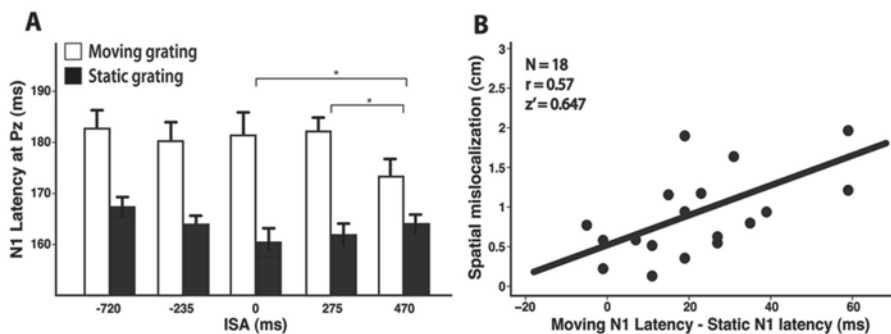 A
Moving grating
Static grating
*
*
N1 Latency at Pz (ms)
190
180
170
160
-720
-235
0
275
470
ISA (ms)
B
N = 18
r = 0.57
z' = 0.647
Spatial mislocalization (cm)
3
2.5
2
1.5
1
0.5
0
−20
0
20
40
60
Moving N1 Latency - Static N1 latency (ms)